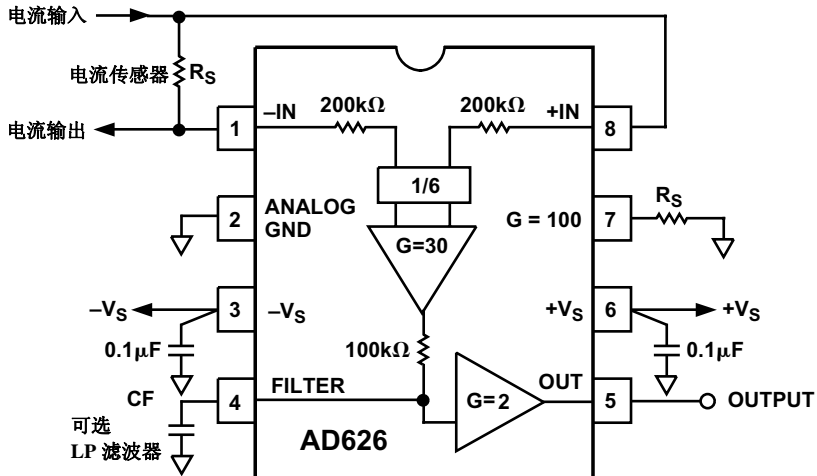 电流输入
电流传感器 RS
电流输出
200kΩ 200kΩ
1 –IN +IN 8
1/6
2 ANALOG GND
G = 100 7
RS
G=30
–VS 3 –VS
+VS 6 +VS
0.1µF
0.1µF
100kΩ
CF
4 FILTER
G=2
OUT 5 OUTPUT
可选
LP 滤波器
AD626